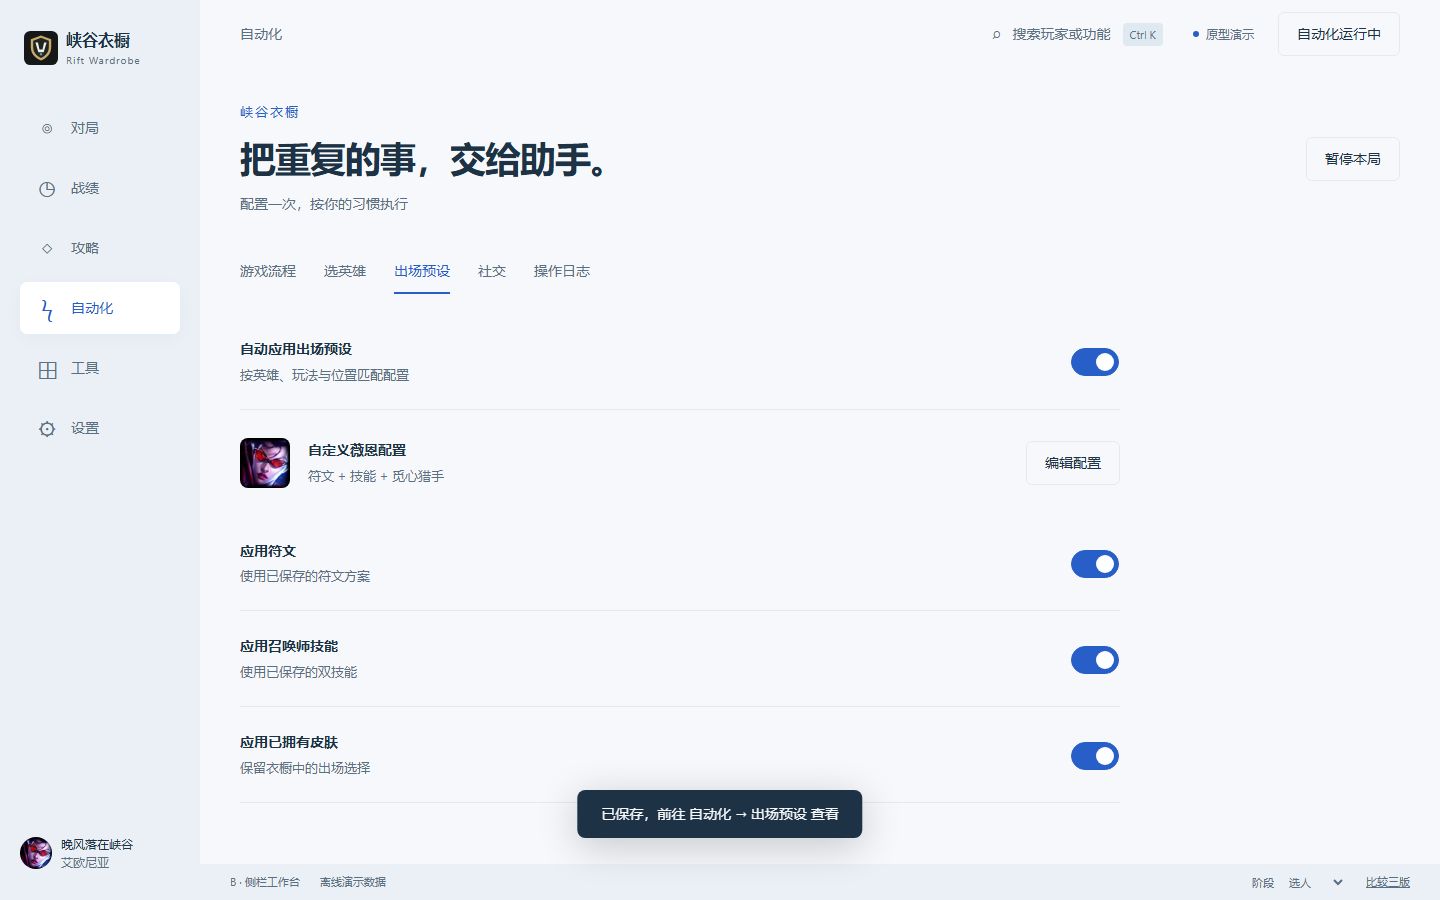 峡谷衣橱
Rift Wardrobe
对局
战绩
攻略
自动化
工具
设置
晚风落在峡谷
艾欧尼亚
自动化
搜索玩家或功能
Ctrl K
原型演示
自动化运行中
峡谷衣橱
把重复的事，交给助手。
配置一次，按你的习惯执行
暂停本局
游戏流程
选英雄
出场预设
社交
操作日志
自动应用出场预设
按英雄、玩法与位置匹配配置
自定义薇恩配置
符文 + 技能 + 觅心猎手
编辑配置
应用符文
使用已保存的符文方案
应用召唤师技能
使用已保存的双技能
应用已拥有皮肤
保留衣橱中的出场选择
已保存，前往 自动化 → 出场预设 查看
B · 侧栏工作台
离线演示数据
阶段
选人
比较三版